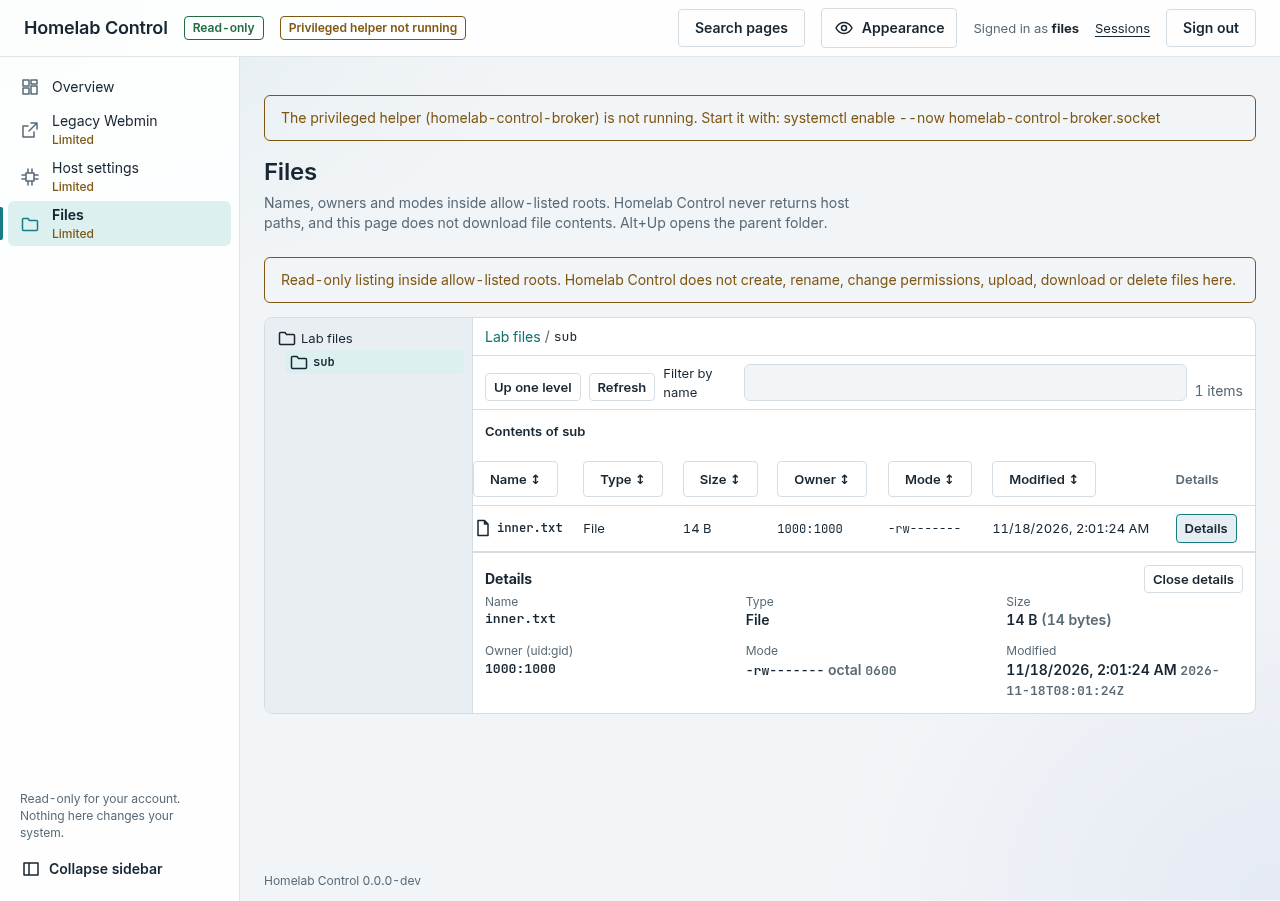 Homelab Control
Read-only
Privileged helper not running
Search pages
Appearance
Signed in as files
Sessions
Sign out
Overview
Legacy Webmin
Limited
Host settings
Limited
Files
Limited
Read-only for your account.
Nothing here changes your
system.
Collapse sidebar
The privileged helper (homelab-control-broker) is not running. Start it with: systemctl enable --now homelab-control-broker.socket
Files
Names, owners and modes inside allow-listed roots. Homelab Control never returns host
paths, and this page does not download file contents. Alt+Up opens the parent folder.
Read-only listing inside allow-listed roots. Homelab Control does not create, rename, change permissions, upload, download or delete files here.
Lab files
sub
Lab files / sub
Up one level
Refresh
Filter by
name
1 items
Contents of sub
Name ↕ Type ↕ Size ↕ Owner ↕ Mode ↕ Modified ↕ Details
inner.txt File 14 B 1000:1000 -rw------- 11/18/2026, 2:01:24 AM Details
Details
Close details
Name Type Size
inner.txt File 14 B (14 bytes)
Owner (uid:gid) Mode Modified
1000:1000 -rw------- octal 0600 11/18/2026, 2:01:24 AM 2026-
11-18T08:01:24Z
Homelab Control 0.0.0-dev